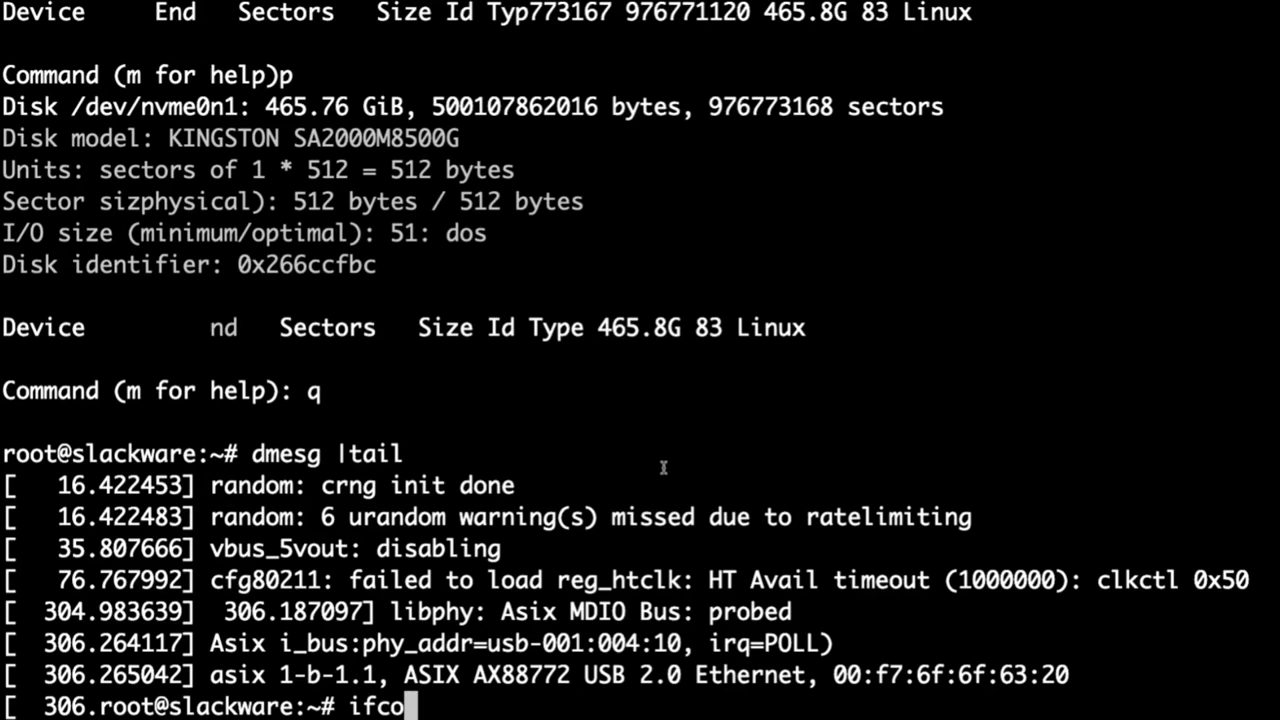 Device     End   Sectors   Size Id Typ773167 976771120 465.8G 83 Linux
Command (m for help)p
Disk /dev/nvme0n1: 465.76 GiB, 500107862016 bytes, 976773168 sectors
Disk model: KINGSTON SA2000M8500G
Units: sectors of 1 * 512 = 512 bytes
Sector sizphysical): 512 bytes / 512 bytes
I/O size (minimum/optimal): 51: dos
Disk identifier: 0x266ccfbc
Device         nd   Sectors   Size Id Type 465.8G 83 Linux
Command (m for help): q
root@slackware:~# dmesg |tail
[   16.422453] random: crng init done
[   16.422483] random: 6 urandom warning(s) missed due to ratelimiting
[   35.807666] vbus_5vout: disabling
[   76.767992] cfg80211: failed to load reg_htclk: HT Avail timeout (1000000): clkctl 0x50
[  304.983639]  306.187097] libphy: Asix MDIO Bus: probed
[  306.264117] Asix i_bus:phy_addr=usb-001:004:10, irq=POLL)
[  306.265042] asix 1-b-1.1, ASIX AX88772 USB 2.0 Ethernet, 00:f7:6f:6f:63:20
[  306.root@slackware:~# ifco